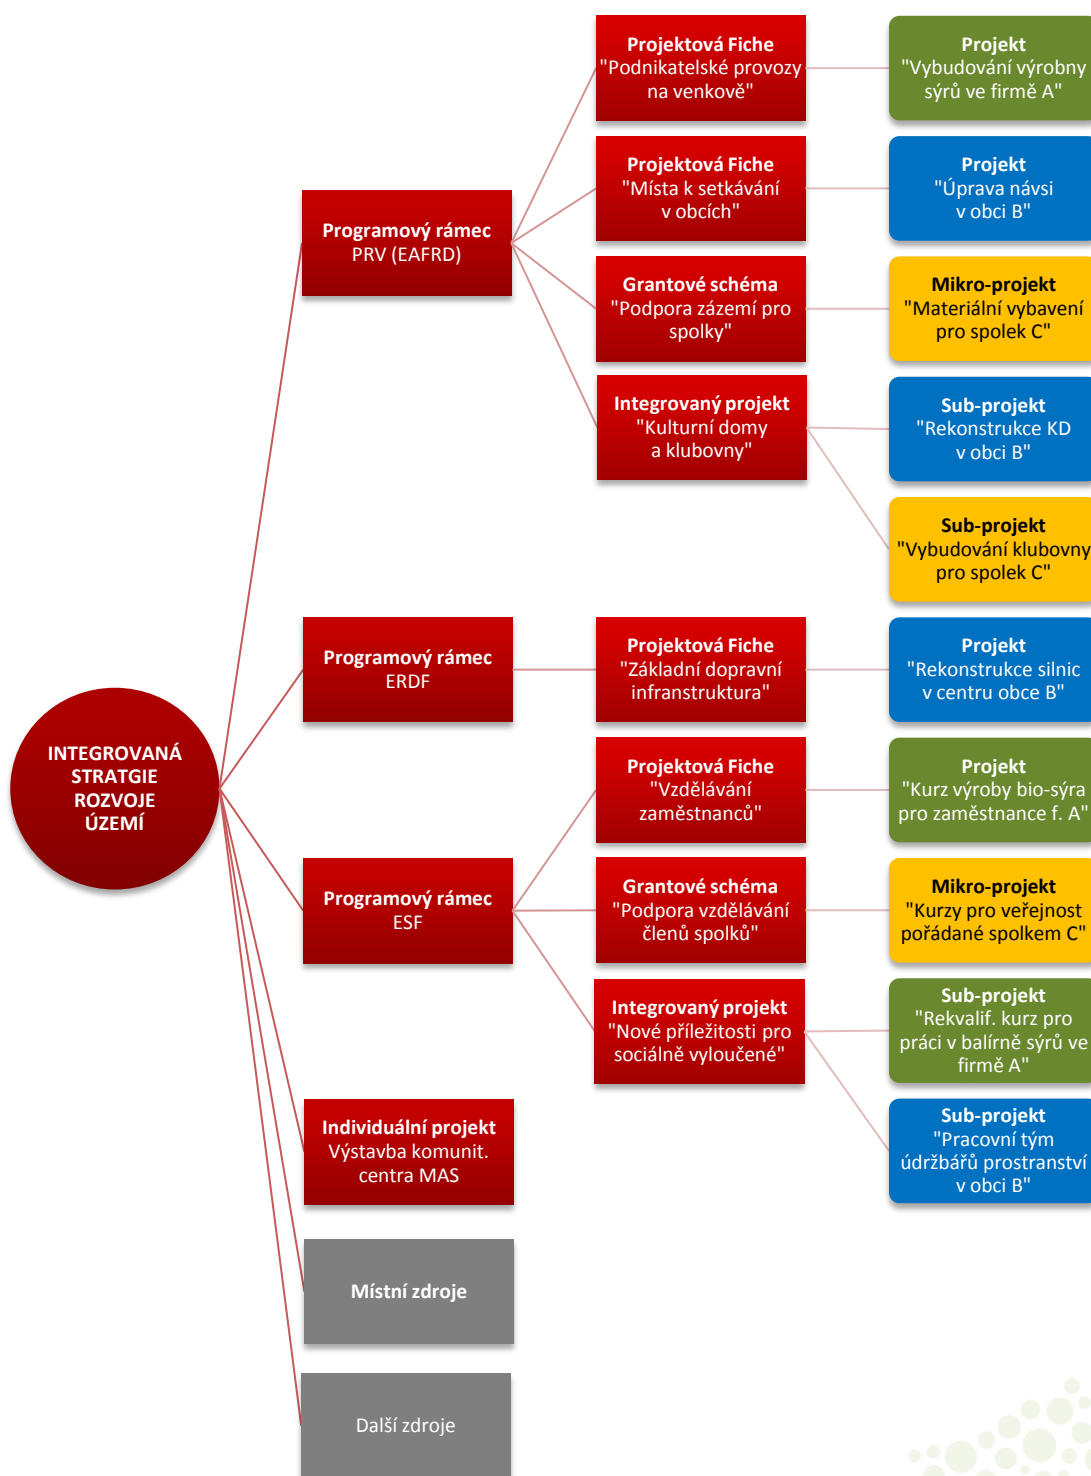 INTEGROVANÁ
STRATGIE
ROZVOJE
ÚZEMÍ
Programový rámec
PRV (EAFRD)
Projektová Fiche
"Podnikatelské provozy
na venkově"
Projekt
"Vybudování výrobny
sýrů ve firmě A"
Projektová Fiche
"Místa k setkávání
v obcích"
Projekt
"Úprava návsi
v obci B"
Grantové schéma
"Podpora zázemí pro
spolky"
Mikro-projekt
"Materiální vybavení
pro spolek C"
Integrovaný projekt
"Kulturní domy
a klubovny"
Sub-projekt
"Rekonstrukce KD
v obci B"
Sub-projekt
"Vybudování klubovny
pro spolek C"
Programový rámec
ERDF
Projektová Fiche
"Základní dopravní
infranstruktura"
Projekt
"Rekonstrukce silnic
v centru obce B"
Programový rámec
ESF
Projektová Fiche
"Vzdělávání
zaměstnanců"
Projekt
"Kurz výroby bio-sýra
pro zaměstnance f. A"
Grantové schéma
"Podpora vzdělávání
členů spolků"
Mikro-projekt
"Kurzy pro veřejnost
pořádané spolkem C"
Integrovaný projekt
"Nové příležitosti pro
sociálně vyloučené"
Sub-projekt
"Rekvalif. kurz pro
práci v balírně sýrů ve
firmě A"
Sub-projekt
"Pracovní tým
údržbářů prostranství
v obci B"
Individuální projekt
Výstavba komunit.
centra MAS
Místní zdroje
Další zdroje